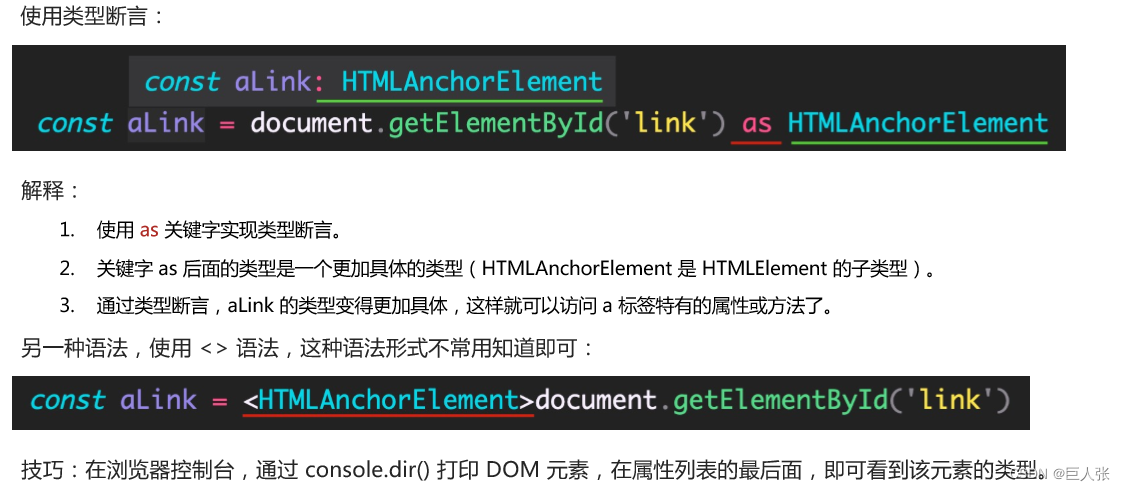 使用类型断言：
const aLink: HTMLAnchorElement
const aLink = document.getElementById('link') as HTMLAnchorElement
解释：
1. 使用 as 关键字实现类型断言。
2. 关键字 as 后面的类型是一个更加具体的类型（HTMLAnchorElement 是 HTMLElement 的子类型）。
3. 通过类型断言，aLink 的类型变得更加具体，这样就可以访问 a 标签特有的属性或方法了。
另一种语法，使用 <> 语法，这种语法形式不常用知道即可：
const aLink = <HTMLAnchorElement>document.getElementById('link')
技巧：在浏览器控制台，通过 console.dir() 打印 DOM 元素，在属性列表的最后面，即可看到该元素的类型。
CSDN @巨人张